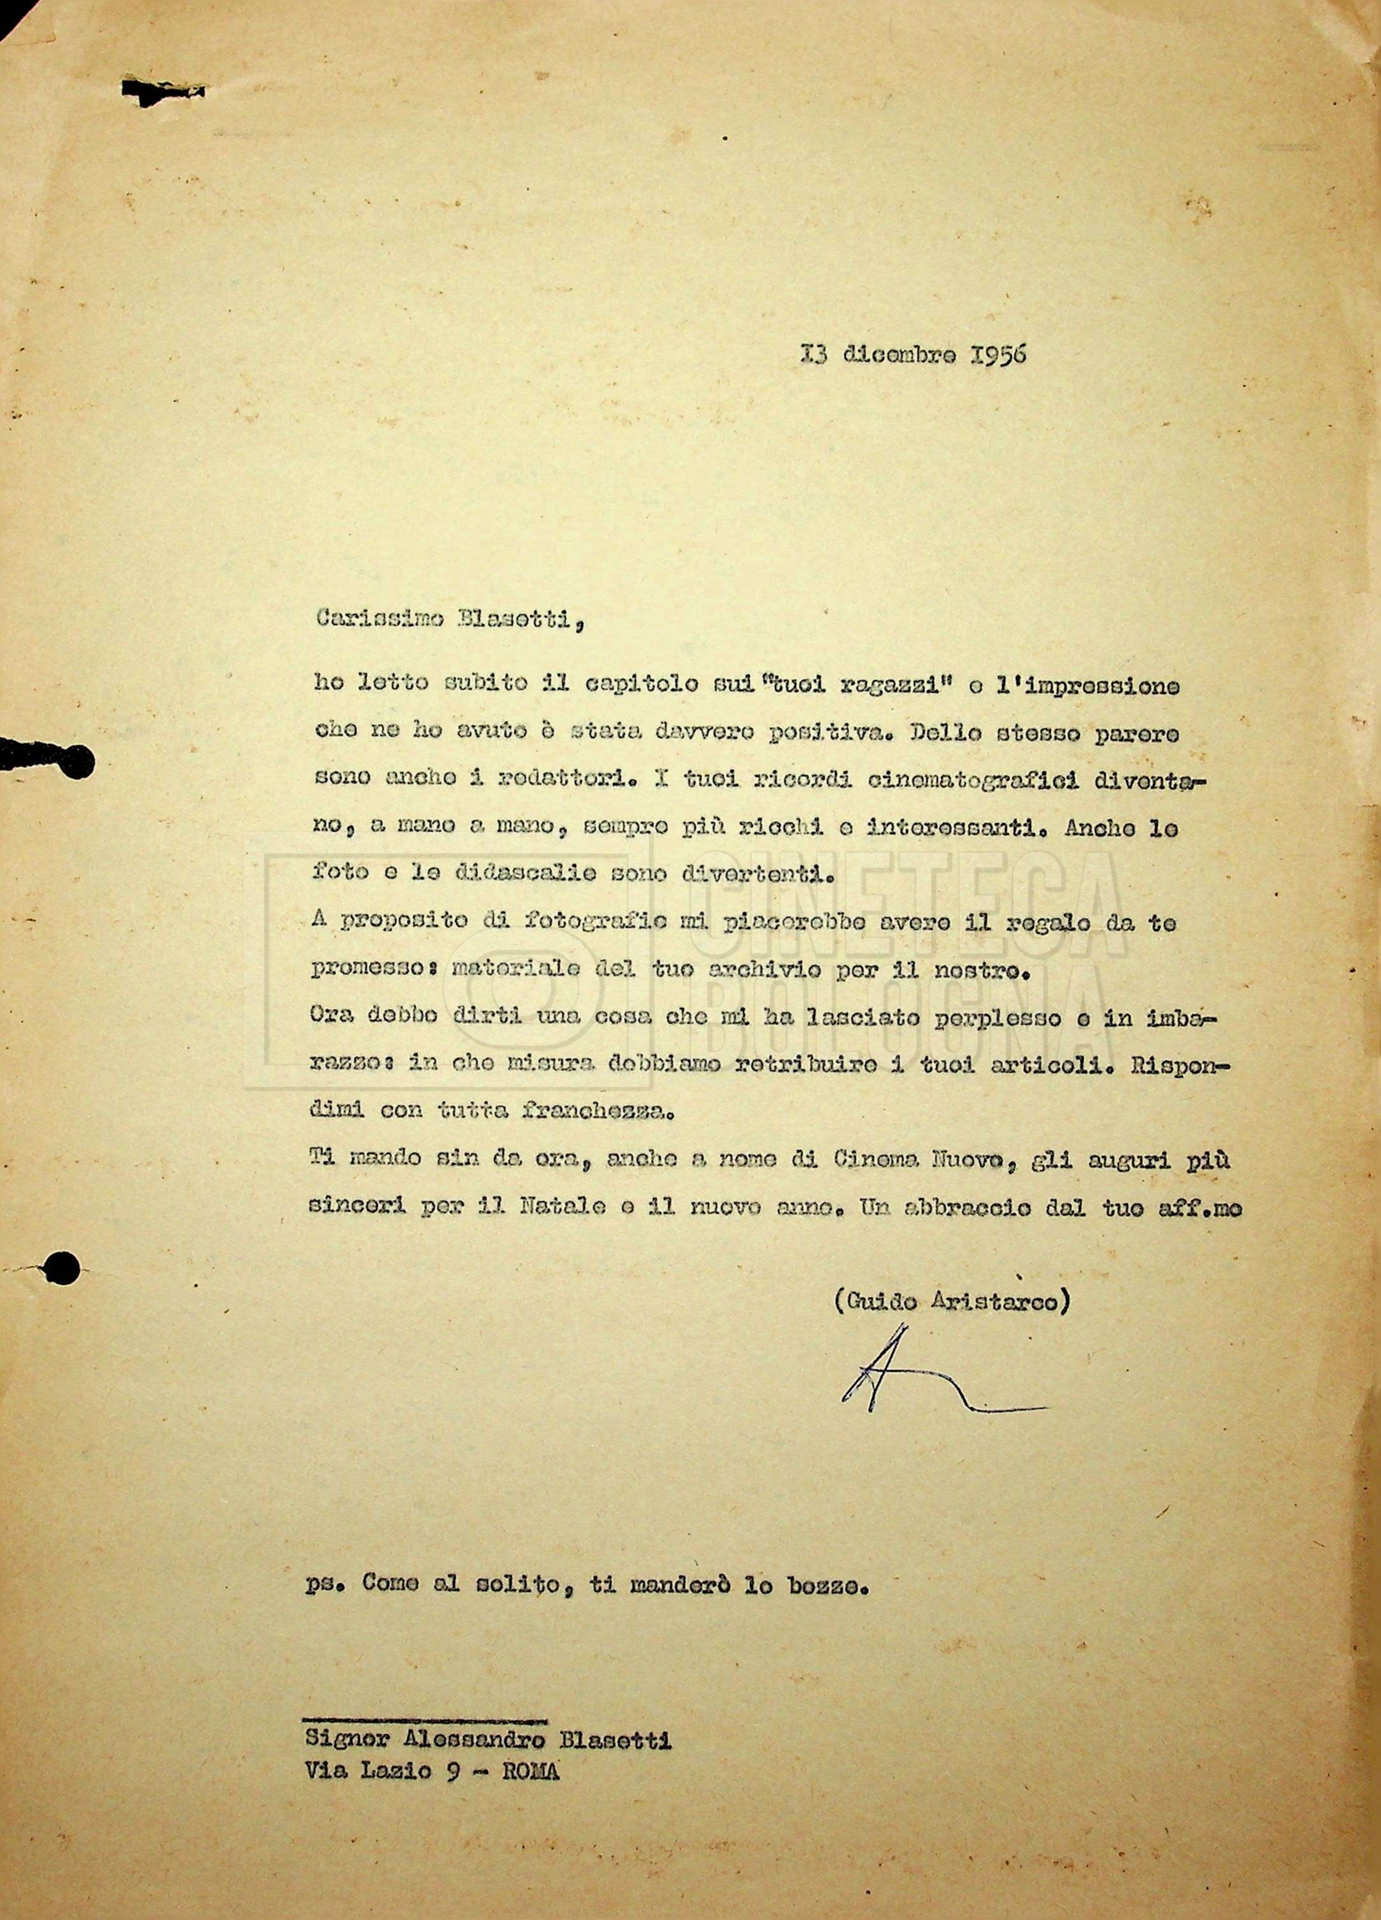 13 dicembre 1956
Carissimo Blasetti,
ho letto subito il capitolo sui "tuoi ragazzi" e l'impressione
che ne ho avuto è stata davvero positiva. Dello stesso parere
sono anche i redattori. I tuoi ricordi cinematografici diventa-
no, a mano a mano, sempre più ricchi e interessanti. Anche le
foto e le didascalie sono divertenti.
A proposito di fotografie mi piacerebbe avere il regalo da te
promesso: materiale del tuo archivio per il nostro.
Ora debbo dirti una cosa che mi ha lasciato perplesso e in imba-
razzo: in che misura dobbiamo retribuire i tuoi articoli. Rispon-
dimi con tutta franchezza.
Ti mando sin da ora, anche a nome di Cinema Nuovo, gli auguri più
sinceri per il Natale e il nuovo anno. Un abbraccio dal tuo aff.mo
(Guido Aristarco)
ps. Come al solito, ti manderò le bozze.
Signor Alessandro Blasetti
Via Lazio 9 - ROMA
CINETECA
BOLOGNA